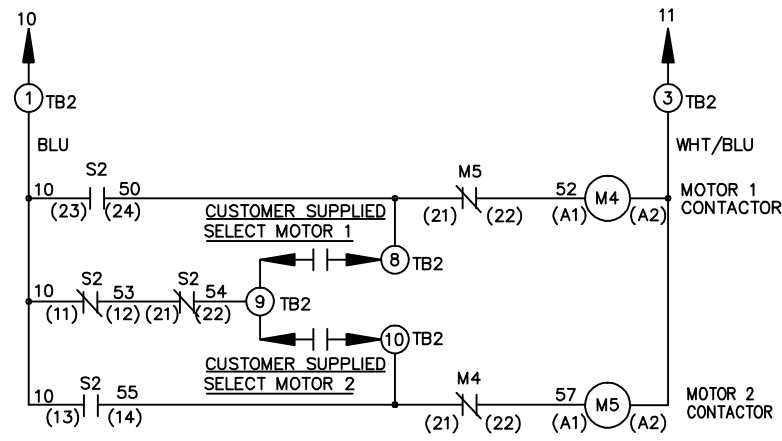 10
11
1 TB2
3 TB2
BLU
WHT/BLU
S2
M5
10 50
52 M4
MOTOR 1
CONTACTOR
(23) (24)
(21) (22)
(A1) (A2)
CUSTOMER SUPPLIED
SELECT MOTOR 1
8 TB2
S2 S2
10 53 54
9 TB2
(11) (12) (21) (22)
10 TB2
CUSTOMER SUPPLIED
SELECT MOTOR 2
S2
M4
10 55
57 M5
MOTOR 2
CONTACTOR
(13) (14)
(21) (22)
(A1) (A2)